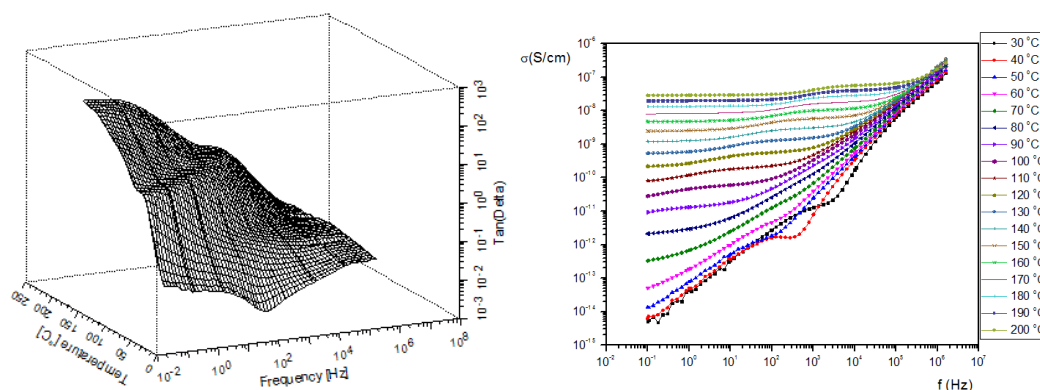 10^3
10^2
10^1
10^0
10^-1
10^-2
10^-3
Tan(Delta)
250
200
150
100
50
0
Temperature [°C]
10^-2
10^0
10^2
10^4
10^6
10^8
Frequency [Hz]
σ(S/cm)
10^-6
10^-7
10^-8
10^-9
10^-10
10^-11
10^-12
10^-13
10^-14
10^-15
10^-2 10^-1 10^0 10^1 10^2 10^3 10^4 10^5 10^6 10^7
f (Hz)
30 °C
40 °C
50 °C
60 °C
70 °C
80 °C
90 °C
100 °C
110 °C
120 °C
130 °C
140 °C
150 °C
160 °C
170 °C
180 °C
190 °C
200 °C